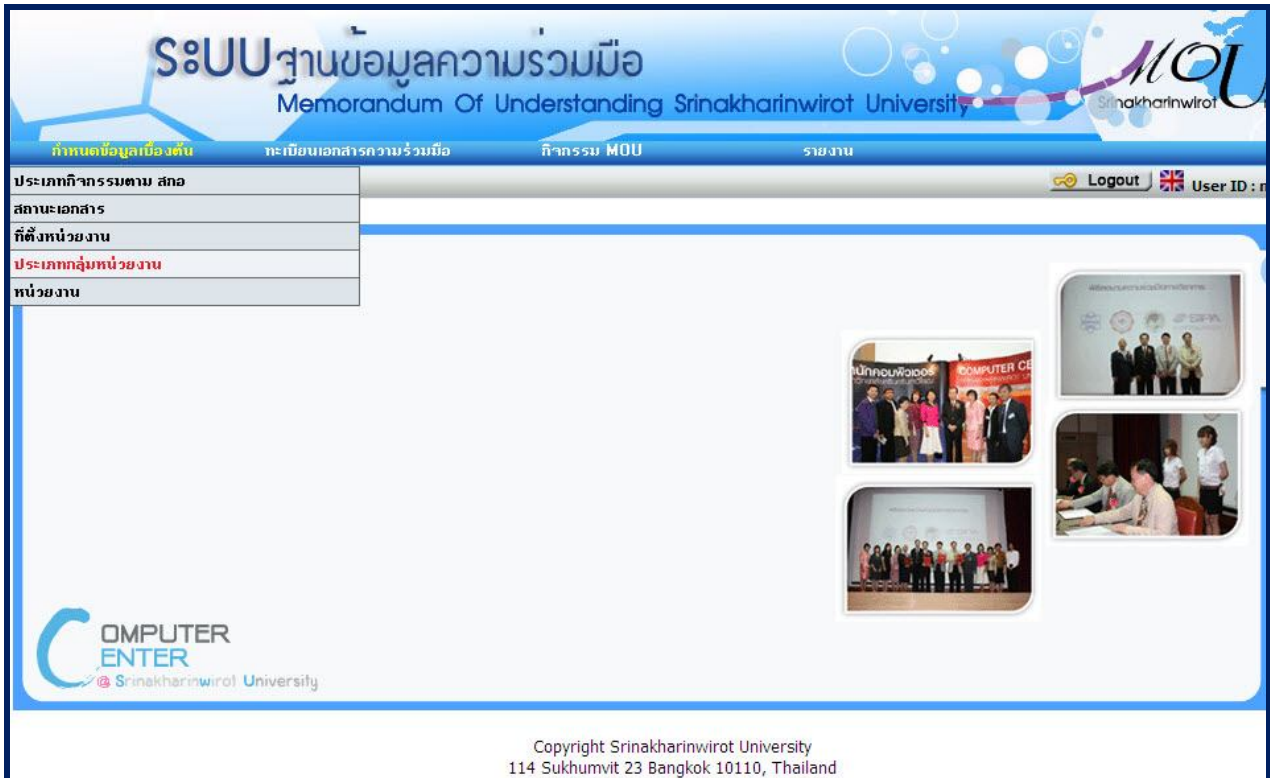 ระบบฐานข้อมูลความร่วมมือ
Memorandum Of Understanding Srinakharinwirot University
MOU
Srinakharinwirot
กำหนดข้อมูลเบื้องต้น ทะเบียนเอกสารความร่วมมือ กิจกรรม MOU รายงาน
ประเภทกิจกรรมตาม สกอ
Logout User ID :
สถานะเอกสาร
ที่ตั้งหน่วยงาน
ประเภทกลุ่มหน่วยงาน
หน่วยงาน
SIPA
COMPUTER CE
COMPUTER
CENTER
@ Srinakharinwirot University
Copyright Srinakharinwirot University
114 Sukhumvit 23 Bangkok 10110, Thailand